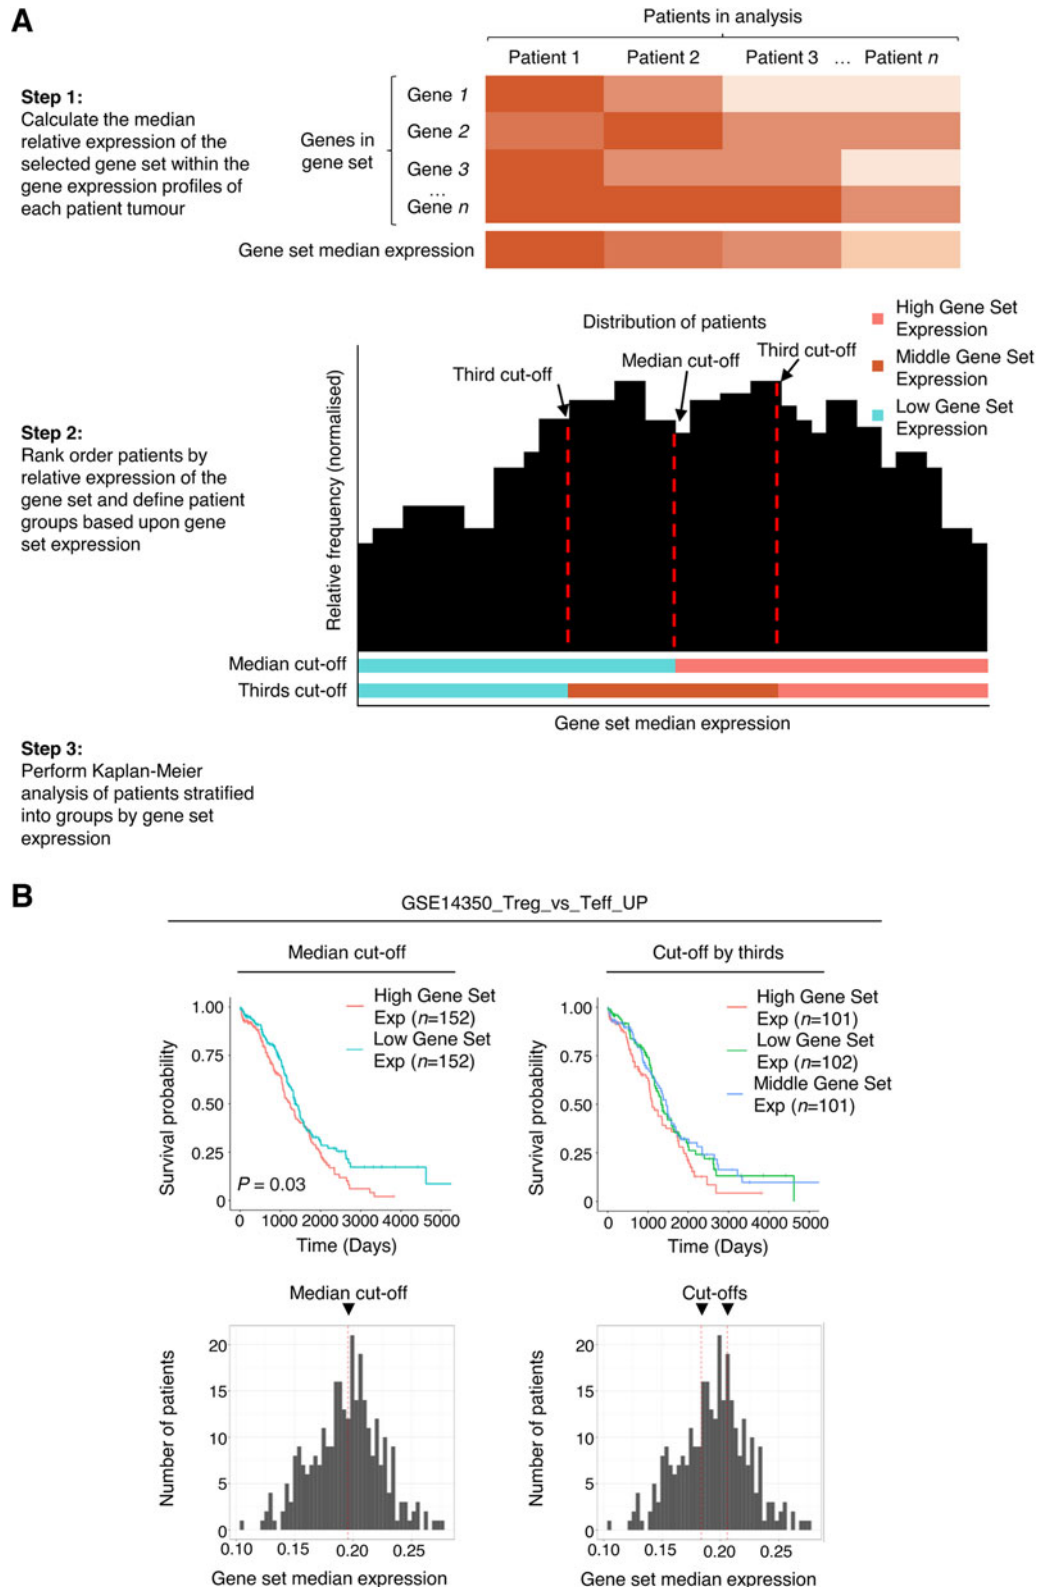 A
Patients in analysis
Patient 1 Patient 2 Patient 3 ... Patient n
Step 1:
Calculate the median
relative expression of the
selected gene set within the
gene expression profiles of
each patient tumour
Genes in
gene set
Gene 1
Gene 2
Gene 3
...
Gene n
Gene set median expression
Distribution of patients
High Gene Set
Expression
Middle Gene Set
Expression
Low Gene Set
Expression
Third cut-off
Median cut-off
Third cut-off
Step 2:
Rank order patients by
relative expression of the
gene set and define patient
groups based upon gene
set expression
Relative frequency (normalised)
Median cut-off
Thirds cut-off
Gene set median expression
Step 3:
Perform Kaplan-Meier
analysis of patients stratified
into groups by gene set
expression
B
GSE14350_Treg_vs_Teff_UP
Median cut-off
High Gene Set
Exp (n=152)
Low Gene Set
Exp (n=152)
Survival probability
1.00
0.75
0.50
0.25
0
P = 0.03
0 1000 2000 3000 4000 5000
Time (Days)
Cut-off by thirds
High Gene Set
Exp (n=101)
Low Gene Set
Exp (n=102)
Middle Gene Set
Exp (n=101)
Survival probability
1.00
0.75
0.50
0.25
0
0 1000 2000 3000 4000 5000
Time (Days)
Median cut-off
Number of patients
20
15
10
5
0
0.10 0.15 0.20 0.25
Gene set median expression
Cut-offs
Number of patients
20
15
10
5
0
0.10 0.15 0.20 0.25
Gene set median expression